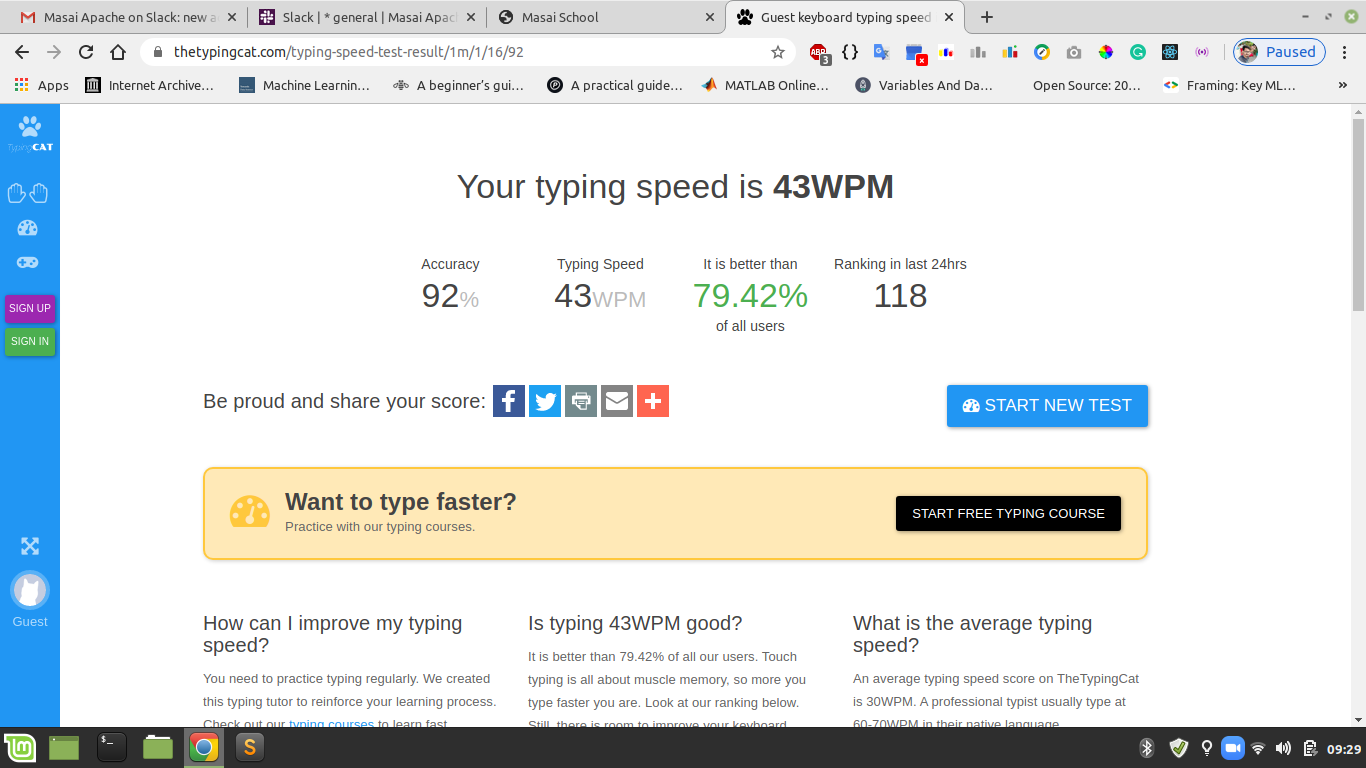 Masai Apache on Slack: new a
Slack | * general | Masai Apac
Masai School
Guest keyboard typing speed
thetypingcat.com/typing-speed-test-result/1m/1/16/92
3
Paused
Apps
Internet Archive…
Machine Learnin…
A beginner's gui…
A practical guide…
MATLAB Online…
Variables And Da…
Open Source: 20…
Framing: Key ML…
»
TypingCAT
SIGN UP
SIGN IN
Guest
Your typing speed is 43WPM
Accuracy
92%
Typing Speed
43WPM
It is better than
79.42%
of all users
Ranking in last 24hrs
118
Be proud and share your score:
START NEW TEST
Want to type faster?
Practice with our typing courses.
START FREE TYPING COURSE
How can I improve my typing
speed?
You need to practice typing regularly. We created
this typing tutor to reinforce your learning process.
Check out our typing courses to learn fast
Is typing 43WPM good?
It is better than 79.42% of all our users. Touch
typing is all about muscle memory, so more you
type faster you are. Look at our ranking below.
Still, there is room to improve your keyboard
What is the average typing
speed?
An average typing speed score on TheTypingCat
is 30WPM. A professional typist usually type at
60-70WPM in their native language.
09:29